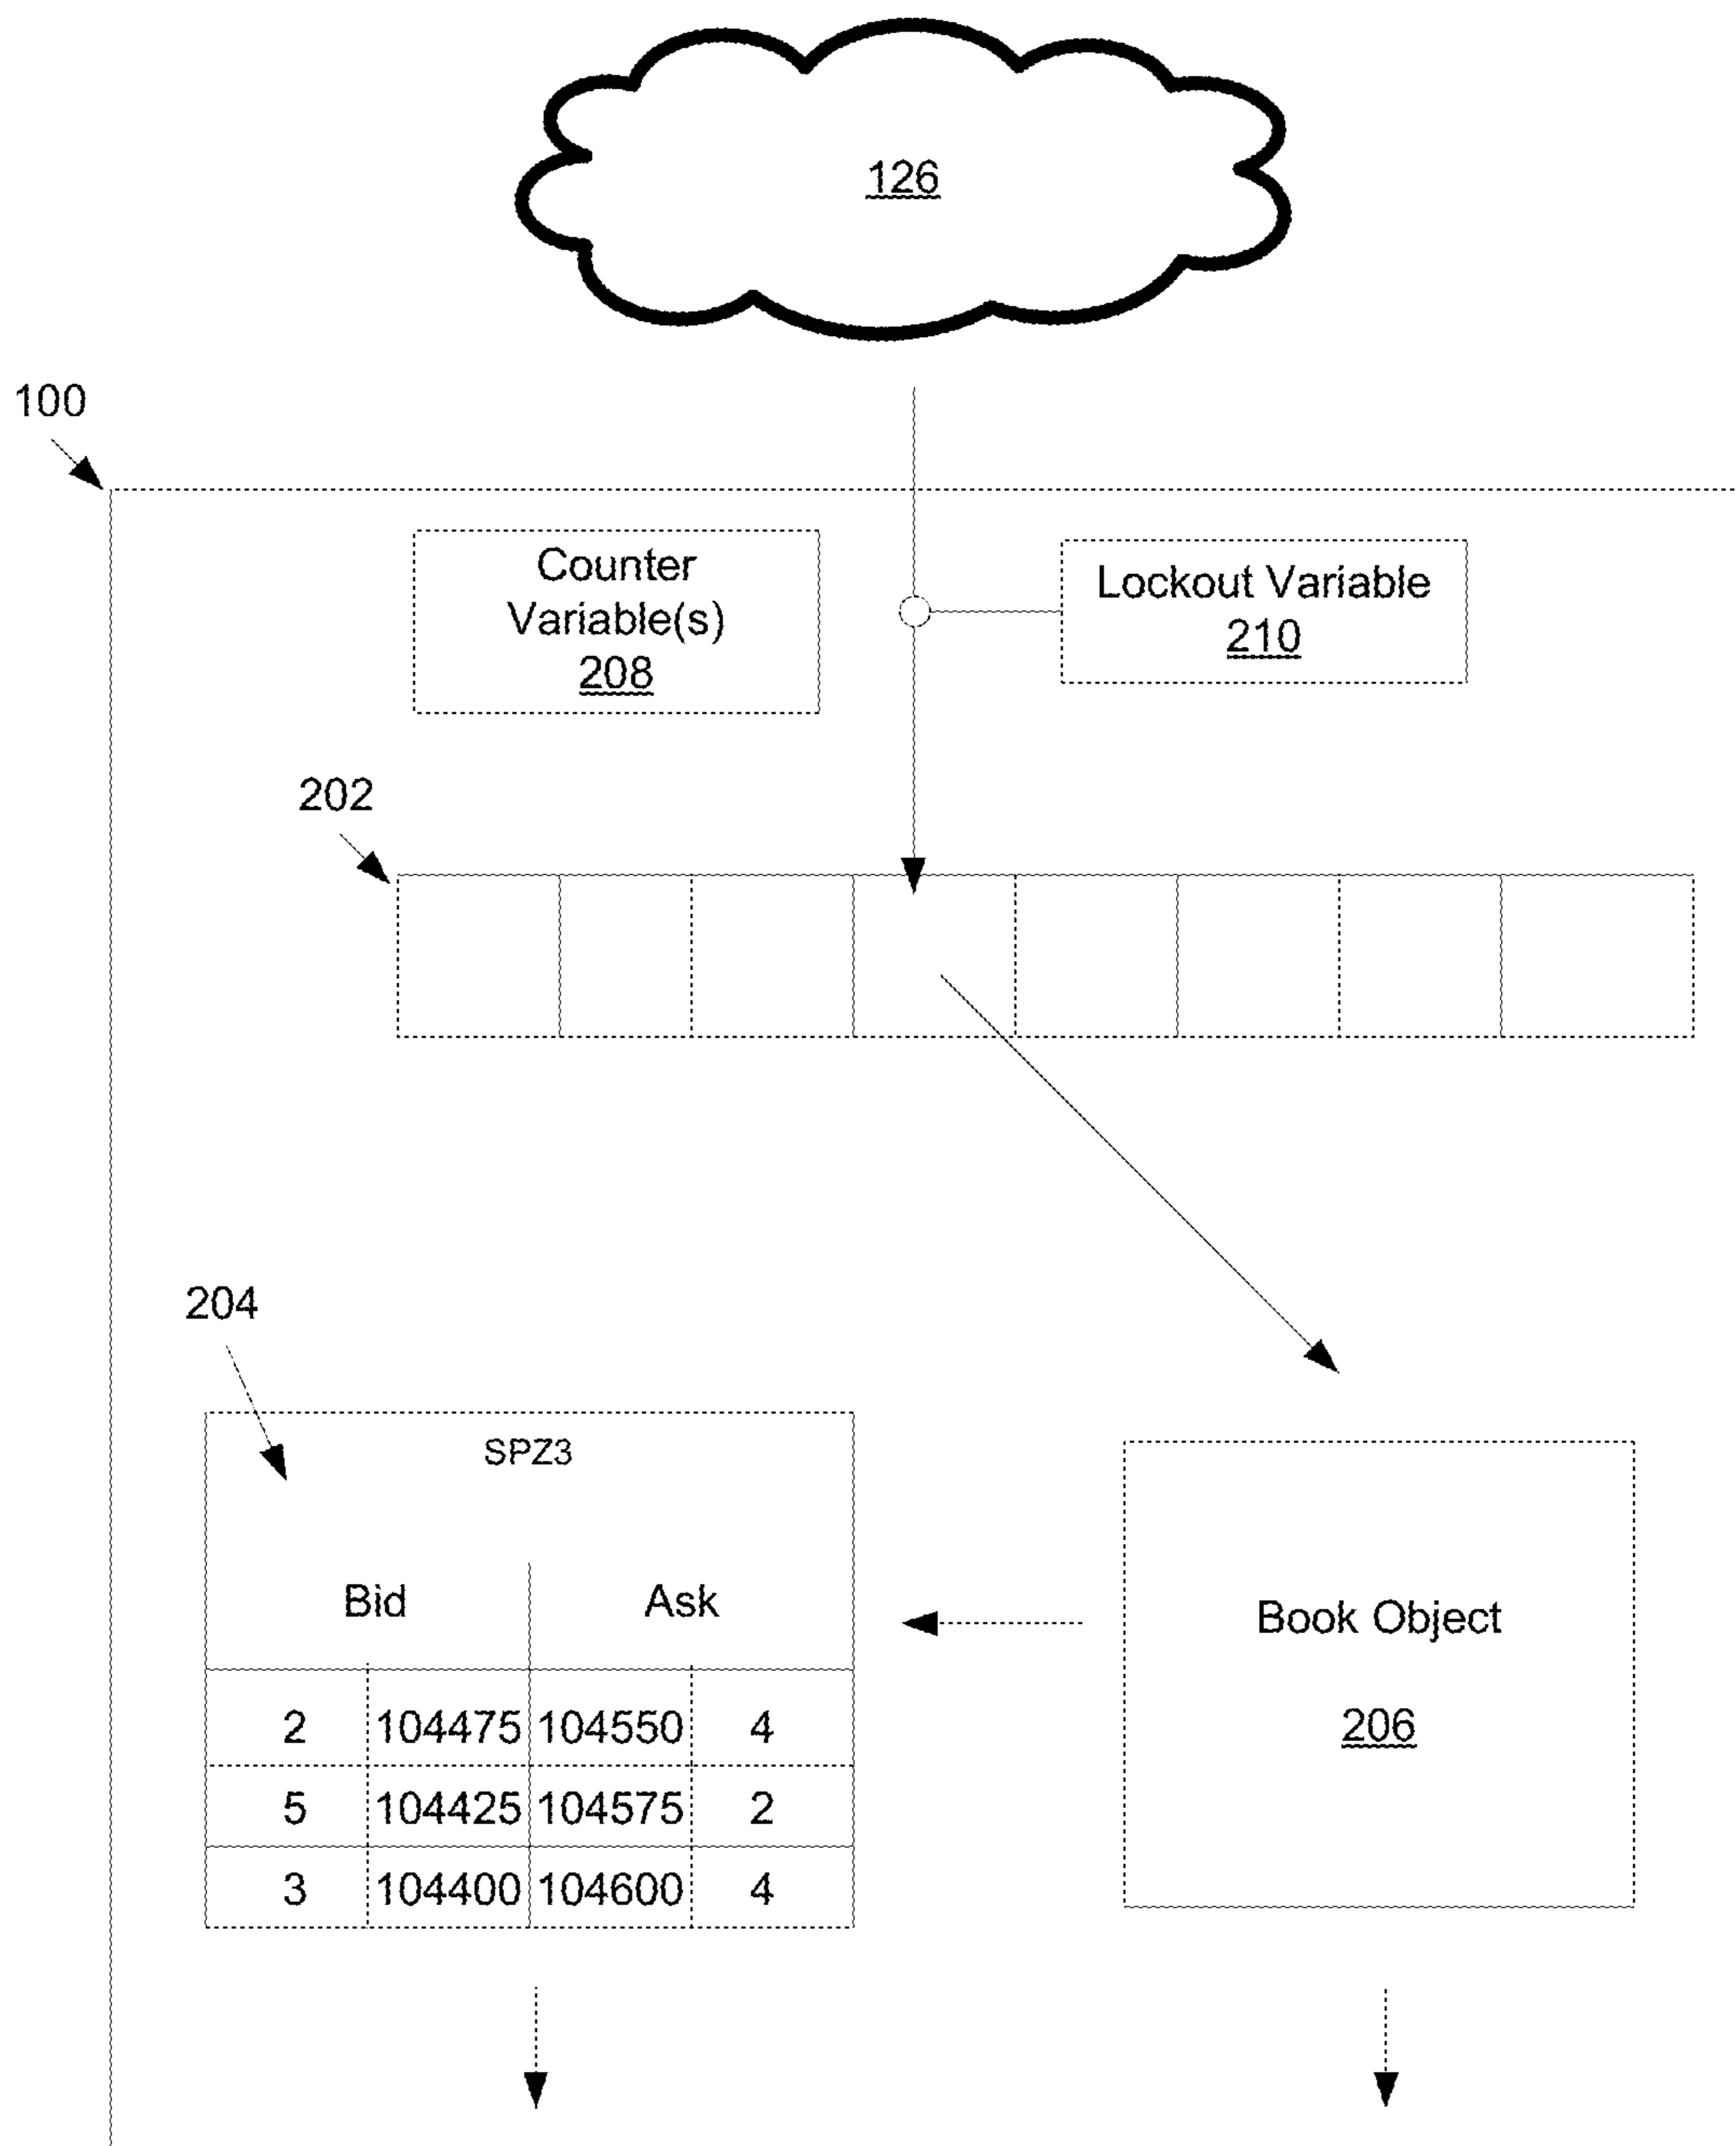 126
100
Counter
Variable(s)
208
Lockout Variable
210
202
204
SPZ3
Bid Ask
2 104475 104550 4
5 104425 104575 2
3 104400 104600 4
Book Object
206